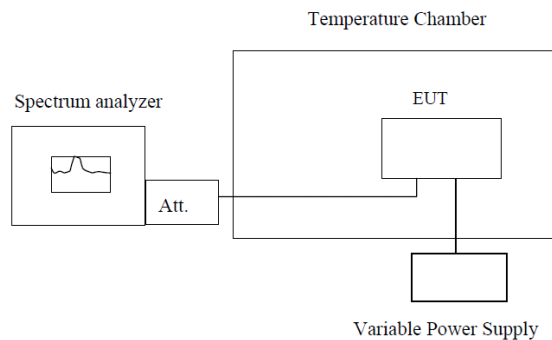 Temperature Chamber
Spectrum analyzer
EUT
Att.
Variable Power Supply